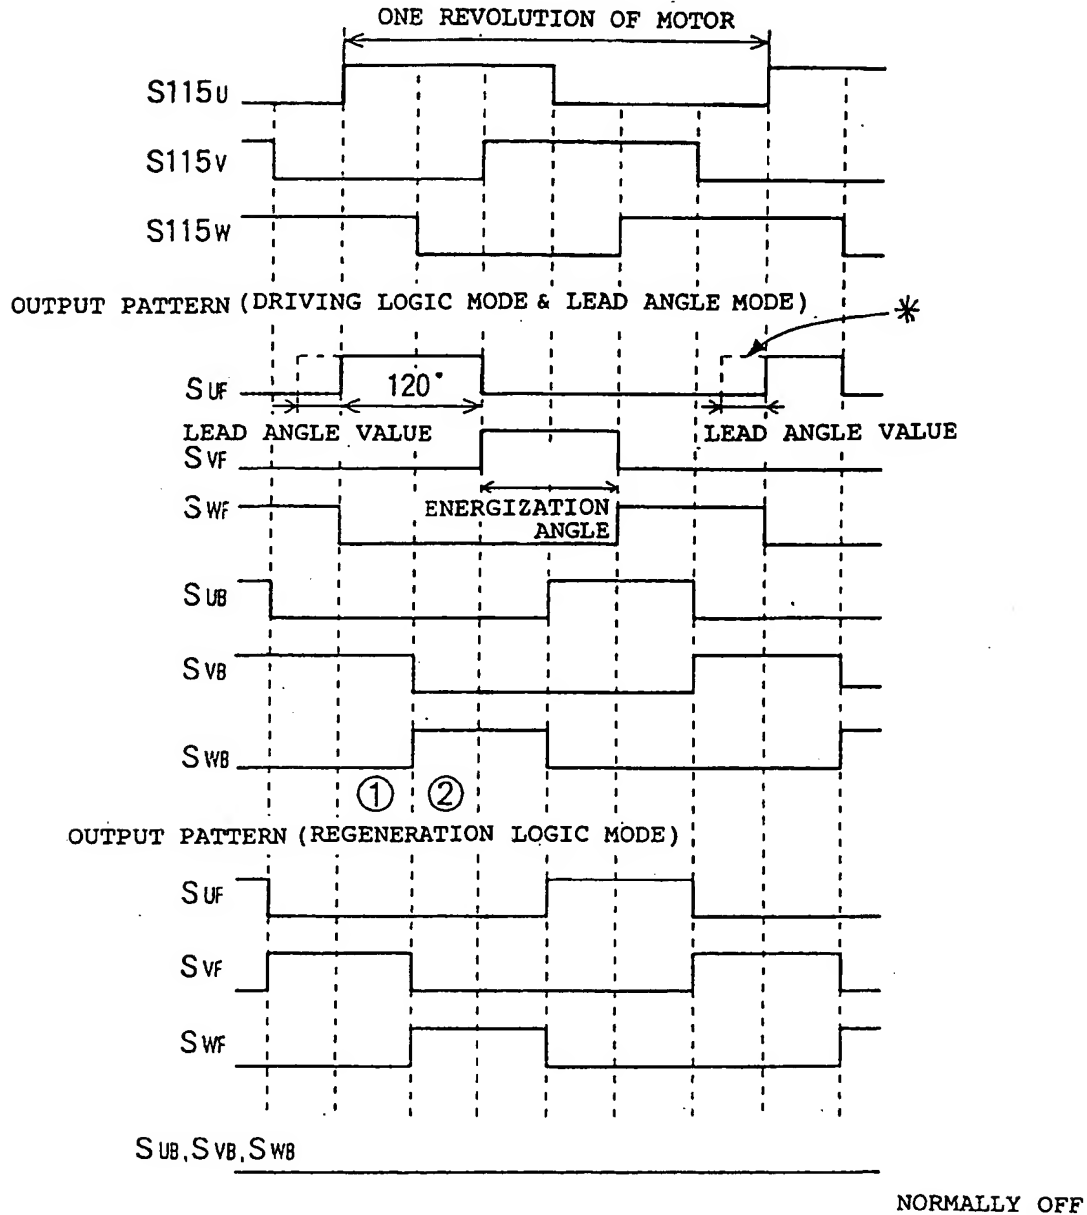 ONE REVOLUTION OF MOTOR
S115U
S115V
S115W
OUTPUT PATTERN (DRIVING LOGIC MODE & LEAD ANGLE MODE)
*
SUF
120°
LEAD ANGLE VALUE
LEAD ANGLE VALUE
SVF
SWF
ENERGIZATION
ANGLE
SUB
SVB
SWB
① ②
OUTPUT PATTERN (REGENERATION LOGIC MODE)
SUF
SVF
SWF
SUB, SVB, SWB
NORMALLY OFF